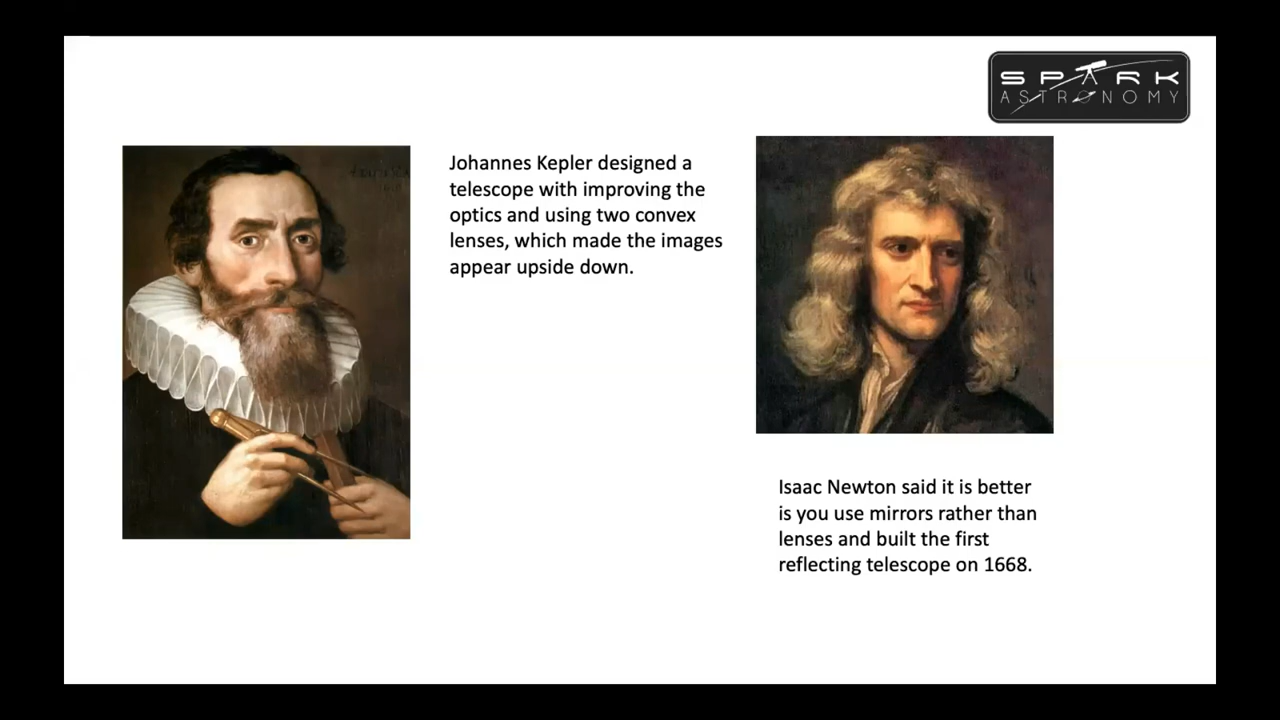 SPARK
ASTRONOMY
Johannes Kepler designed a
telescope with improving the
optics and using two convex
lenses, which made the images
appear upside down.
Isaac Newton said it is better
is you use mirrors rather than
lenses and built the first
reflecting telescope on 1668.